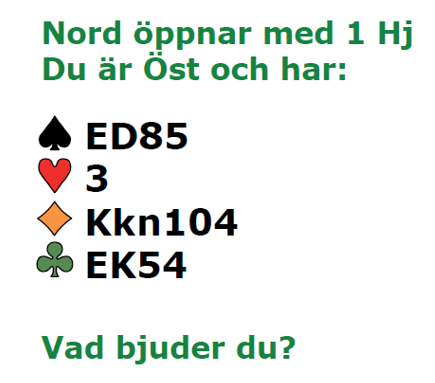 Nord öppnar med 1 Hj
Du är Öst och har:
♠ ED85
♥ 3
♦ Kkn104
♣ EK54
Vad bjuder du?